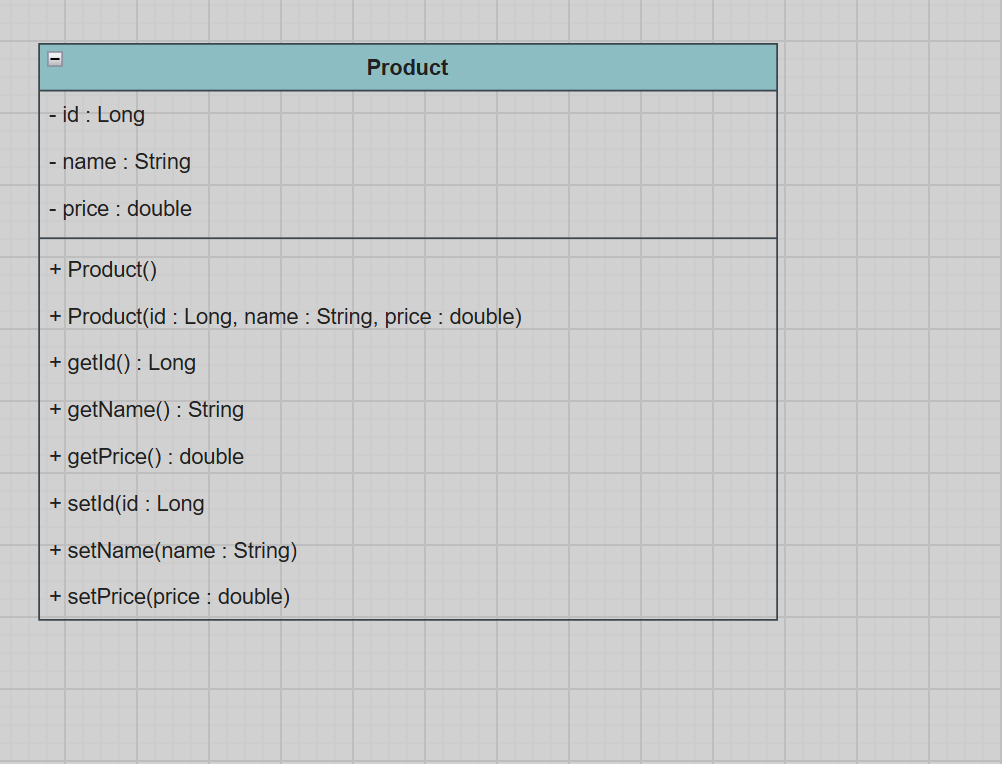 Product
- id : Long
- name : String
- price : double
+ Product()
+ Product(id : Long, name : String, price : double)
+ getId() : Long
+ getName() : String
+ getPrice() : double
+ setId(id : Long
+ setName(name : String)
+ setPrice(price : double)